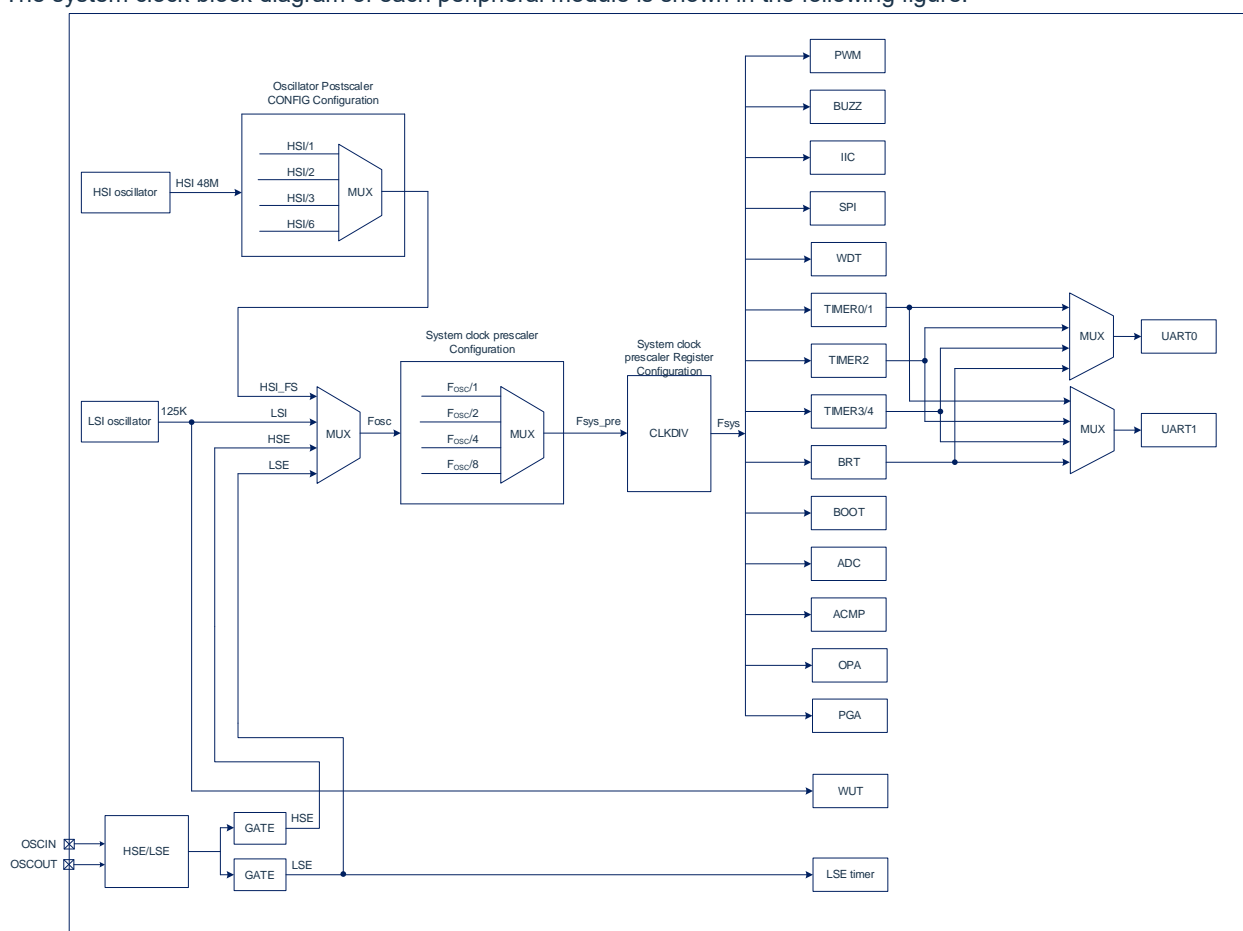 The system clock block diagram of each peripheral module is shown in the following figure:
PWM
Oscillator Postscaler
CONFIG Configuration
BUZZ
HSI/1
IIC
HSI oscillator
HSI 48M
HSI/2
MUX
HSI/3
SPI
HSI/6
WDT
TIMER0/1
System clock prescaler
Configuration
System clock
prescaler Register
Configuration
MUX
UART0
TIMER2
HSI_FS
FOSC/1
LSI oscillator
125K
LSI
MUX
Fosc
FOSC/2
MUX
Fsys_pre
CLKDIV
Fsys
TIMER3/4
MUX
UART1
HSE
FOSC/4
LSE
FOSC/8
BRT
BOOT
ADC
ACMP
OPA
PGA
WUT
HSE
GATE
OSCIN
HSE/LSE
OSCOUT
LSE
GATE
LSE timer